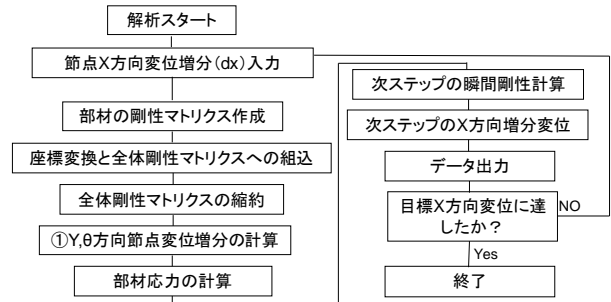 解析スタート
節点X方向変位増分(dx)入力
部材の剛性マトリクス作成
座標変換と全体剛性マトリクスへの組込
全体剛性マトリクスの縮約
①Y,θ方向節点変位増分の計算
部材応力の計算
次ステップの瞬間剛性計算
次ステップのX方向増分変位
データ出力
目標X方向変位に達
したか？
NO
Yes
終了